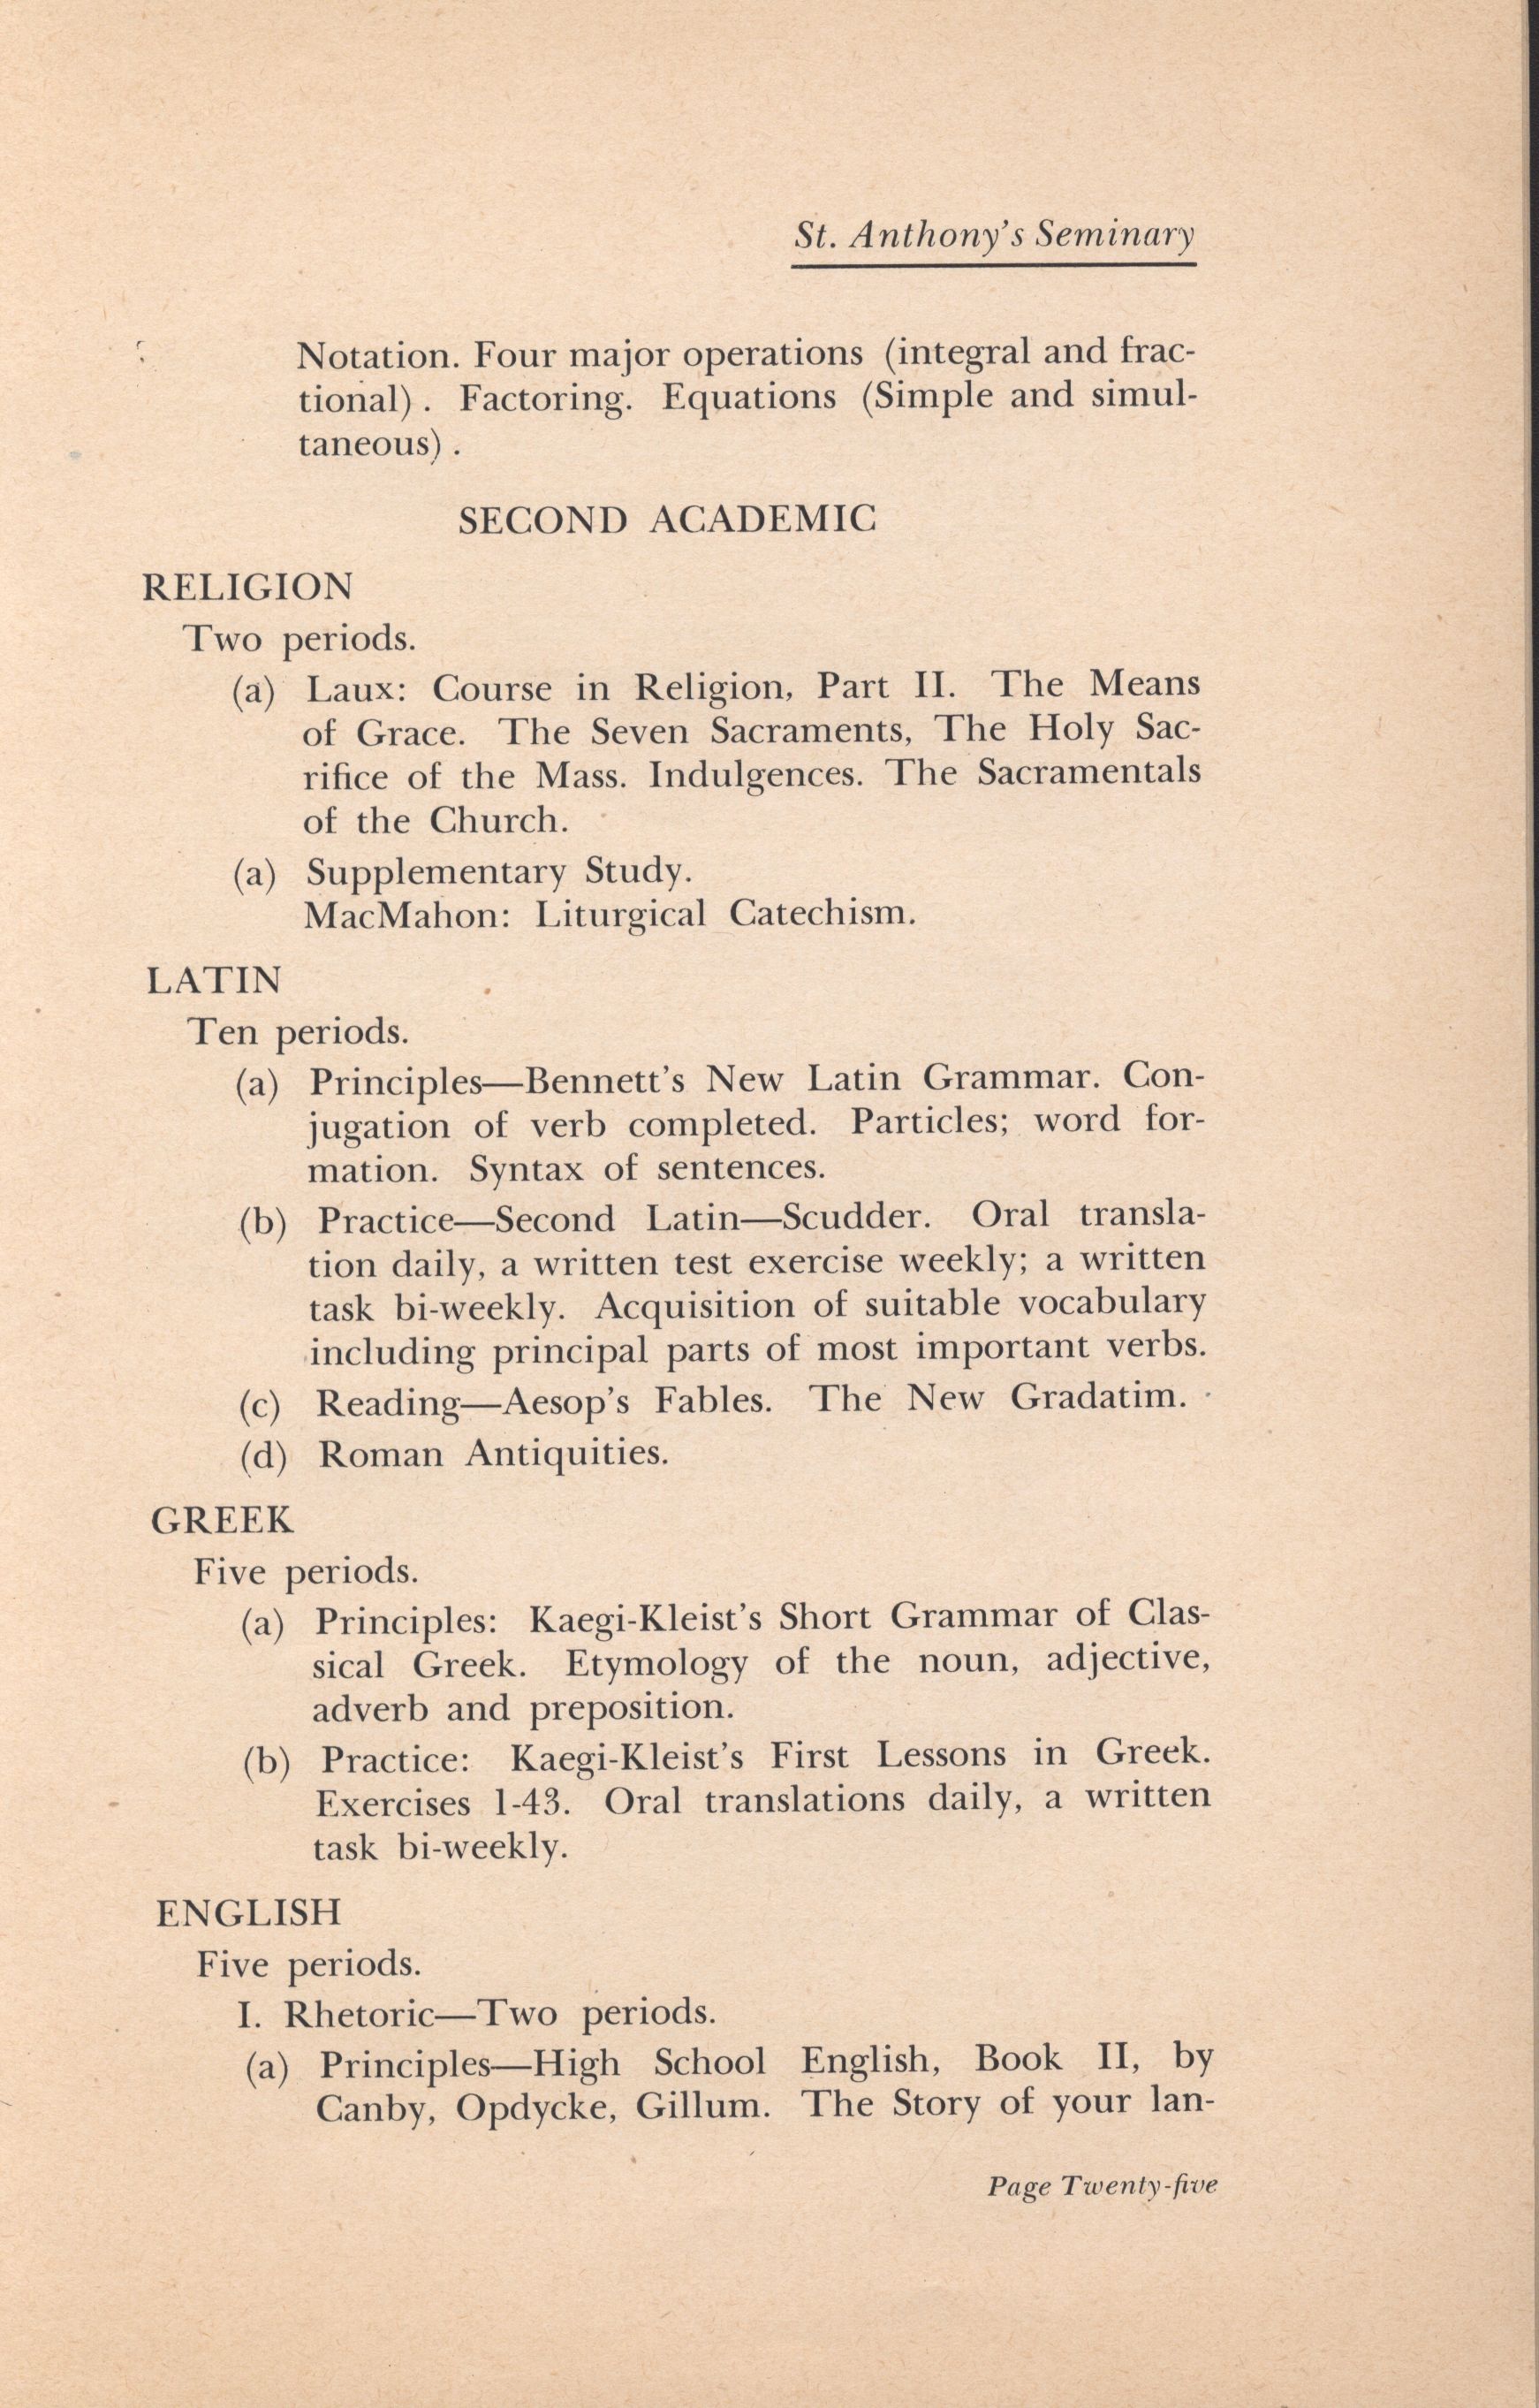 St. Anthony's Seminary
Notation. Four major operations (integral and frac-
tional). Factoring. Equations (Simple and simul-
taneous).
SECOND ACADEMIC
RELIGION
Two periods.
(a) Laux: Course in Religion, Part II. The Means
of Grace. The Seven Sacraments, The Holy Sac-
rifice of the Mass. Indulgences. The Sacramentals
of the Church.
(a) Supplementary Study.
MacMahon: Liturgical Catechism.
LATIN
Ten periods.
(a) Principles—Bennett's New Latin Grammar. Con-
jugation of verb completed. Particles; word for-
mation. Syntax of sentences.
(b) Practice—Second Latin—Scudder. Oral transla-
tion daily, a written test exercise weekly; a written
task bi-weekly. Acquisition of suitable vocabulary
including principal parts of most important verbs.
(c) Reading—Aesop's Fables. The New Gradatim.
(d) Roman Antiquities.
GREEK
Five periods.
(a) Principles: Kaegi-Kleist's Short Grammar of Clas-
sical Greek. Etymology of the noun, adjective,
adverb and preposition.
(b) Practice: Kaegi-Kleist's First Lessons in Greek.
Exercises 1-43. Oral translations daily, a written
task bi-weekly.
ENGLISH
Five periods.
I. Rhetoric—Two periods.
(a) Principles—High School English, Book II, by
Canby, Opdycke, Gillum. The Story of your lan-
Page Twenty-five